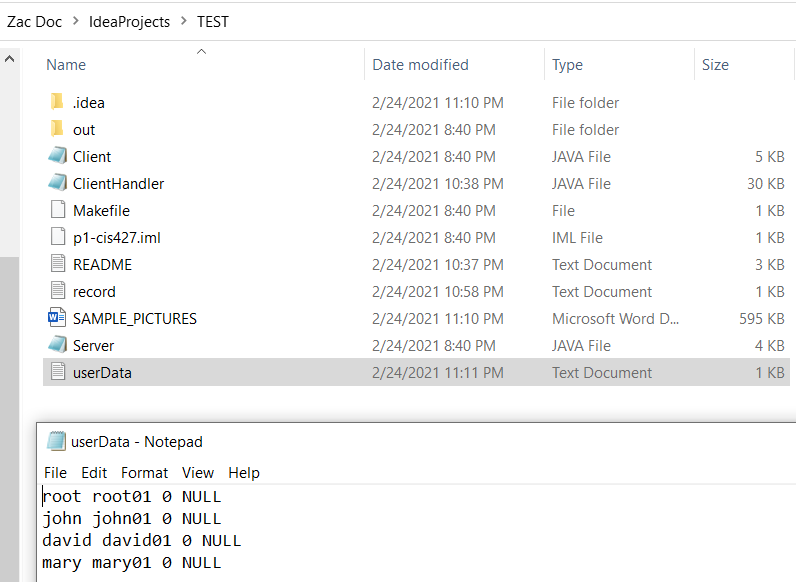 Zac Doc > IdeaProjects > TEST
Name Date modified Type Size
.idea 2/24/2021 11:10 PM File folder
out 2/24/2021 8:40 PM File folder
Client 2/24/2021 8:40 PM JAVA File 5 KB
ClientHandler 2/24/2021 10:38 PM JAVA File 30 KB
Makefile 2/24/2021 8:40 PM File 1 KB
p1-cis427.iml 2/24/2021 8:40 PM IML File 1 KB
README 2/24/2021 10:37 PM Text Document 3 KB
record 2/24/2021 10:58 PM Text Document 1 KB
SAMPLE_PICTURES 2/24/2021 11:10 PM Microsoft Word D... 595 KB
Server 2/24/2021 8:40 PM JAVA File 4 KB
userData 2/24/2021 11:11 PM Text Document 1 KB
userData - Notepad
File Edit Format View Help
root root01 0 NULL
john john01 0 NULL
david david01 0 NULL
mary mary01 0 NULL